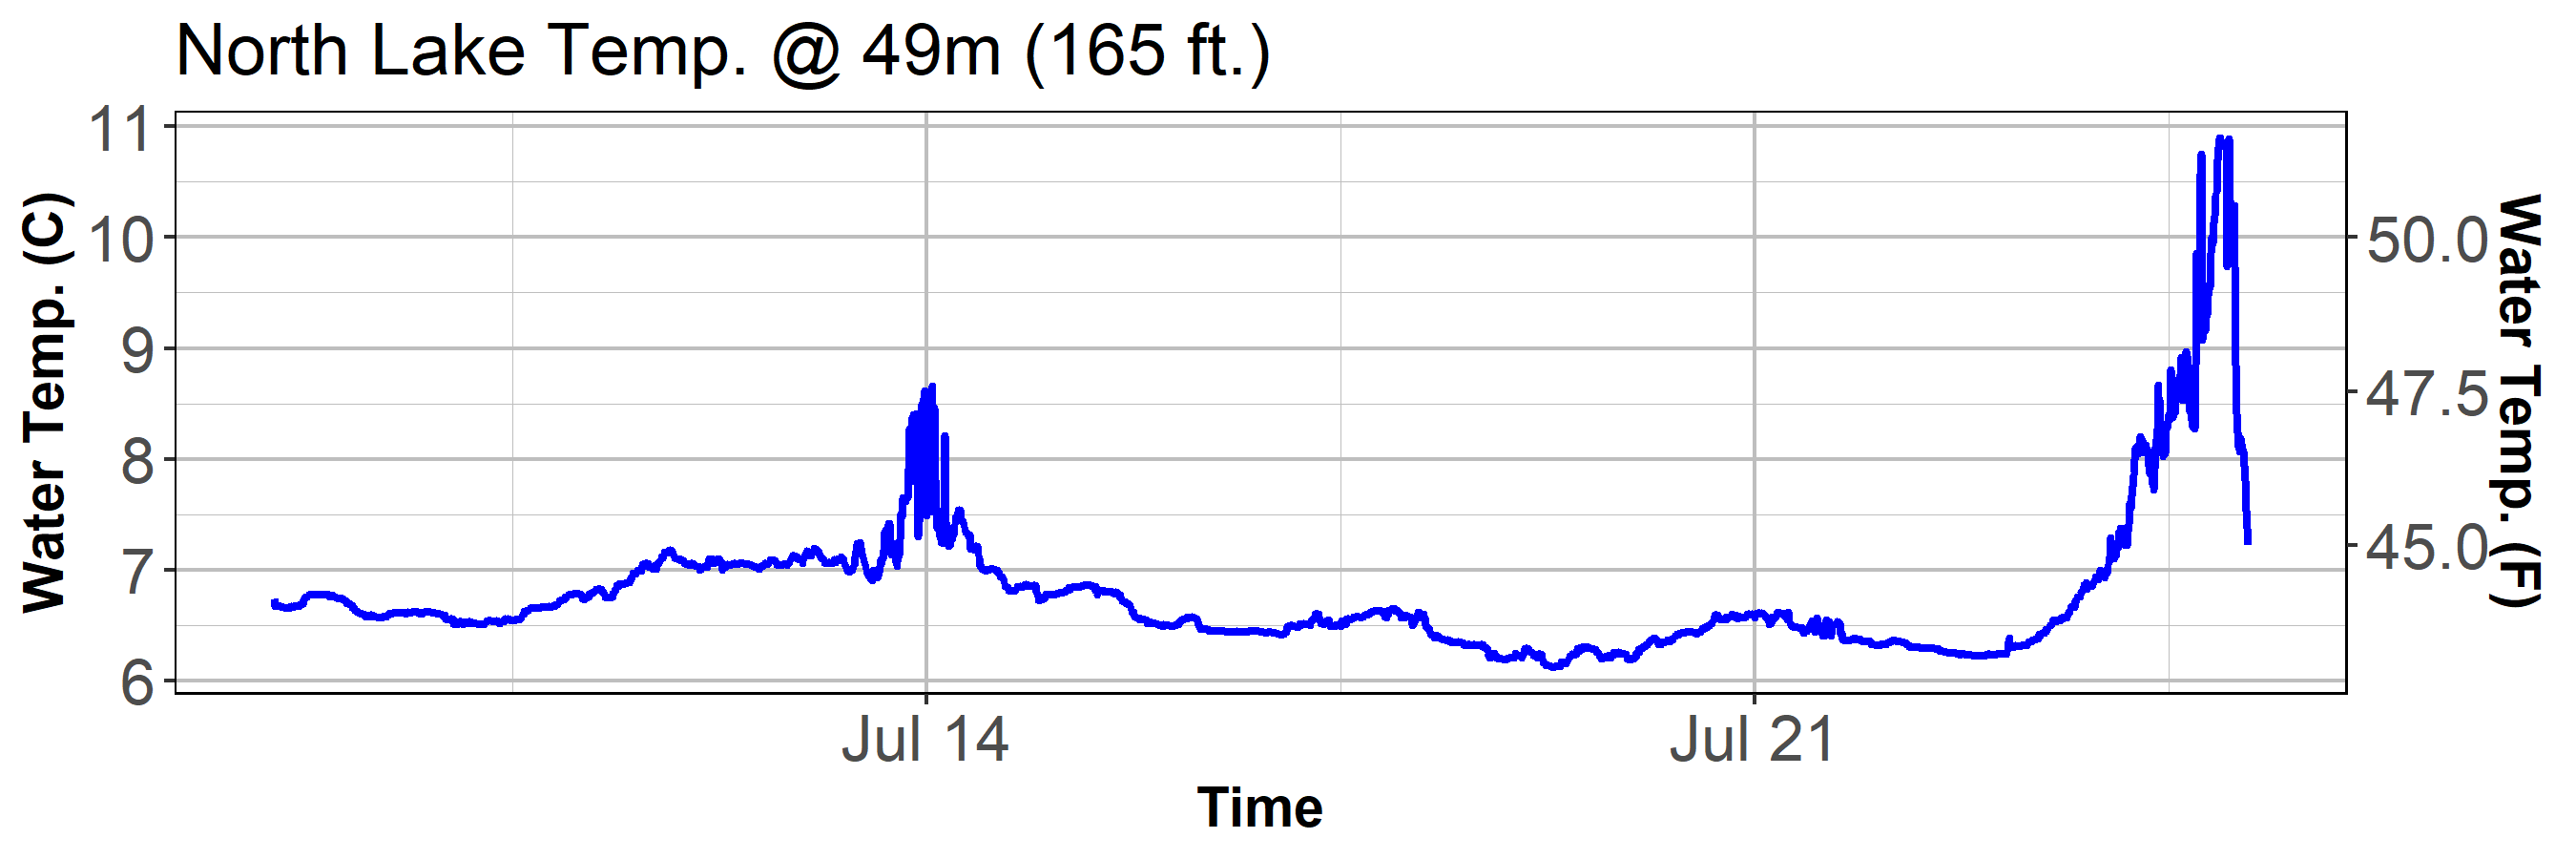 North Lake Temp. @ 49m (165 ft.)
Water Temp. (C)
11
10
9
8
7
6
50.0
47.5
45.0
Water Temp. (F)
Jul 14
Jul 21
Time